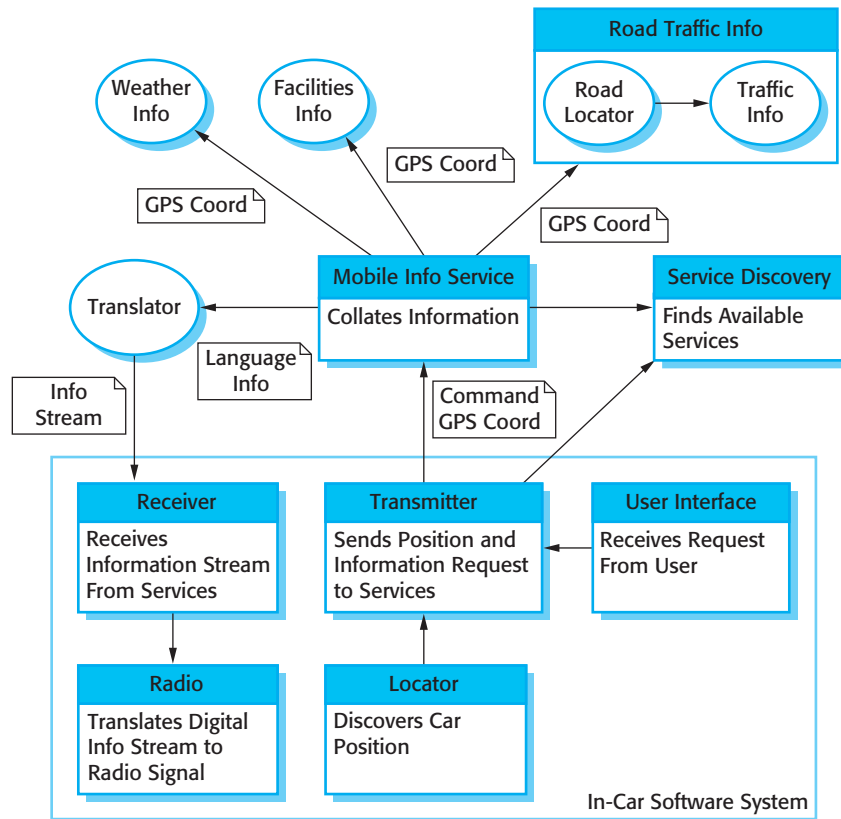 Road Traffic Info
Weather
Info
Facilities
Info
Road
Locator
Traffic
Info
GPS Coord
GPS Coord
GPS Coord
Mobile Info Service
Collates Information
Service Discovery
Finds Available
Services
Translator
Language
Info
Info
Stream
Command
GPS Coord
Receiver
Receives
Information Stream
From Services
Transmitter
Sends Position and
Information Request
to Services
User Interface
Receives Request
From User
Radio
Translates Digital
Info Stream to
Radio Signal
Locator
Discovers Car
Position
In-Car Software System